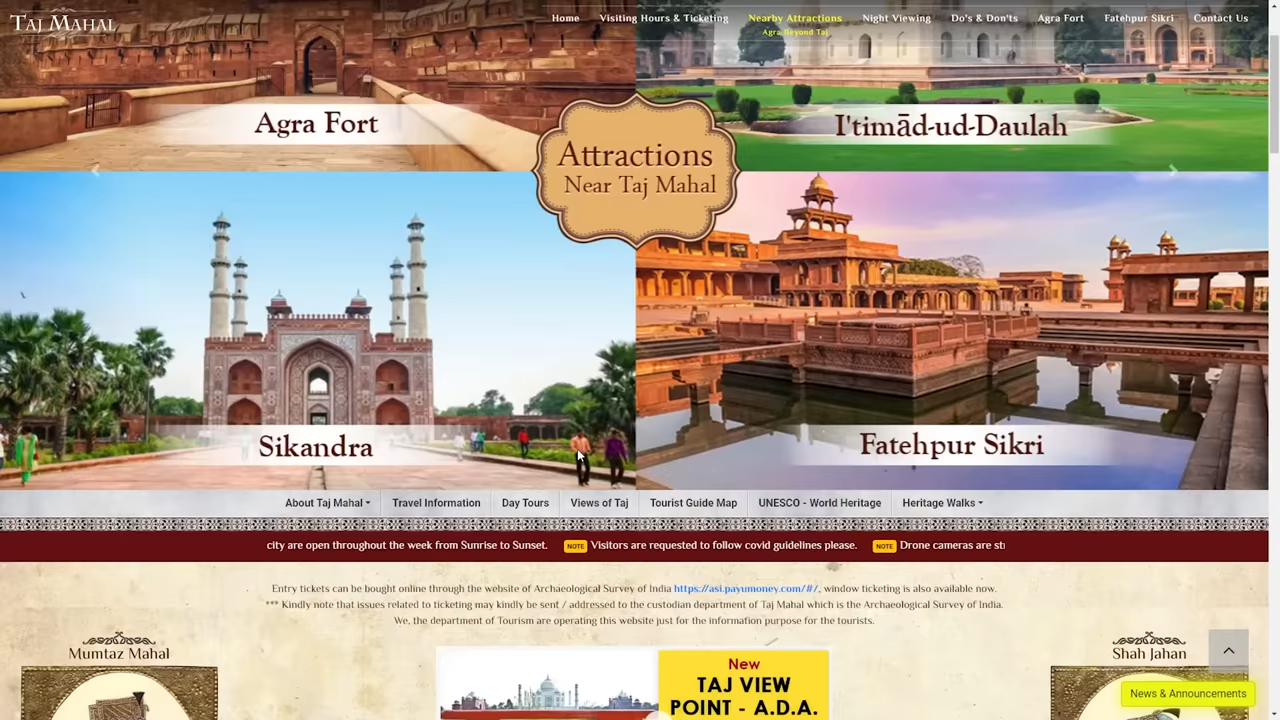 TAJ MAHAL
Home
Visiting Hours & Ticketing
Nearby Attractions
Agra Beyond Taj
Night Viewing
Do's & Don'ts
Agra Fort
Fatehpur Sikri
Contact Us
Agra Fort
Attractions
Near Taj Mahal
I'timād-ud-Daulah
Sikandra
Fatehpur Sikri
About Taj Mahal
Travel Information
Day Tours
Views of Taj
Tourist Guide Map
UNESCO - World Heritage
Heritage Walks
city are open throughout the week from Sunrise to Sunset. NOTE Visitors are requested to follow covid guidelines please. NOTE Drone cameras are
Entry tickets can be bought online through the website of Archaeological Survey of India https://asi.payumoney.com/#/, window ticketing is also available now.
*** Kindly note that issues related to ticketing may kindly be sent / addressed to the custodian department of Taj Mahal which is the Archaeological Survey of India.
We, the department of Tourism are operating this website just for the information purpose for the tourists.
Mumtaz Mahal
Shah Jahan
New
TAJ VIEW
POINT - A.D.A.
News & Announcements